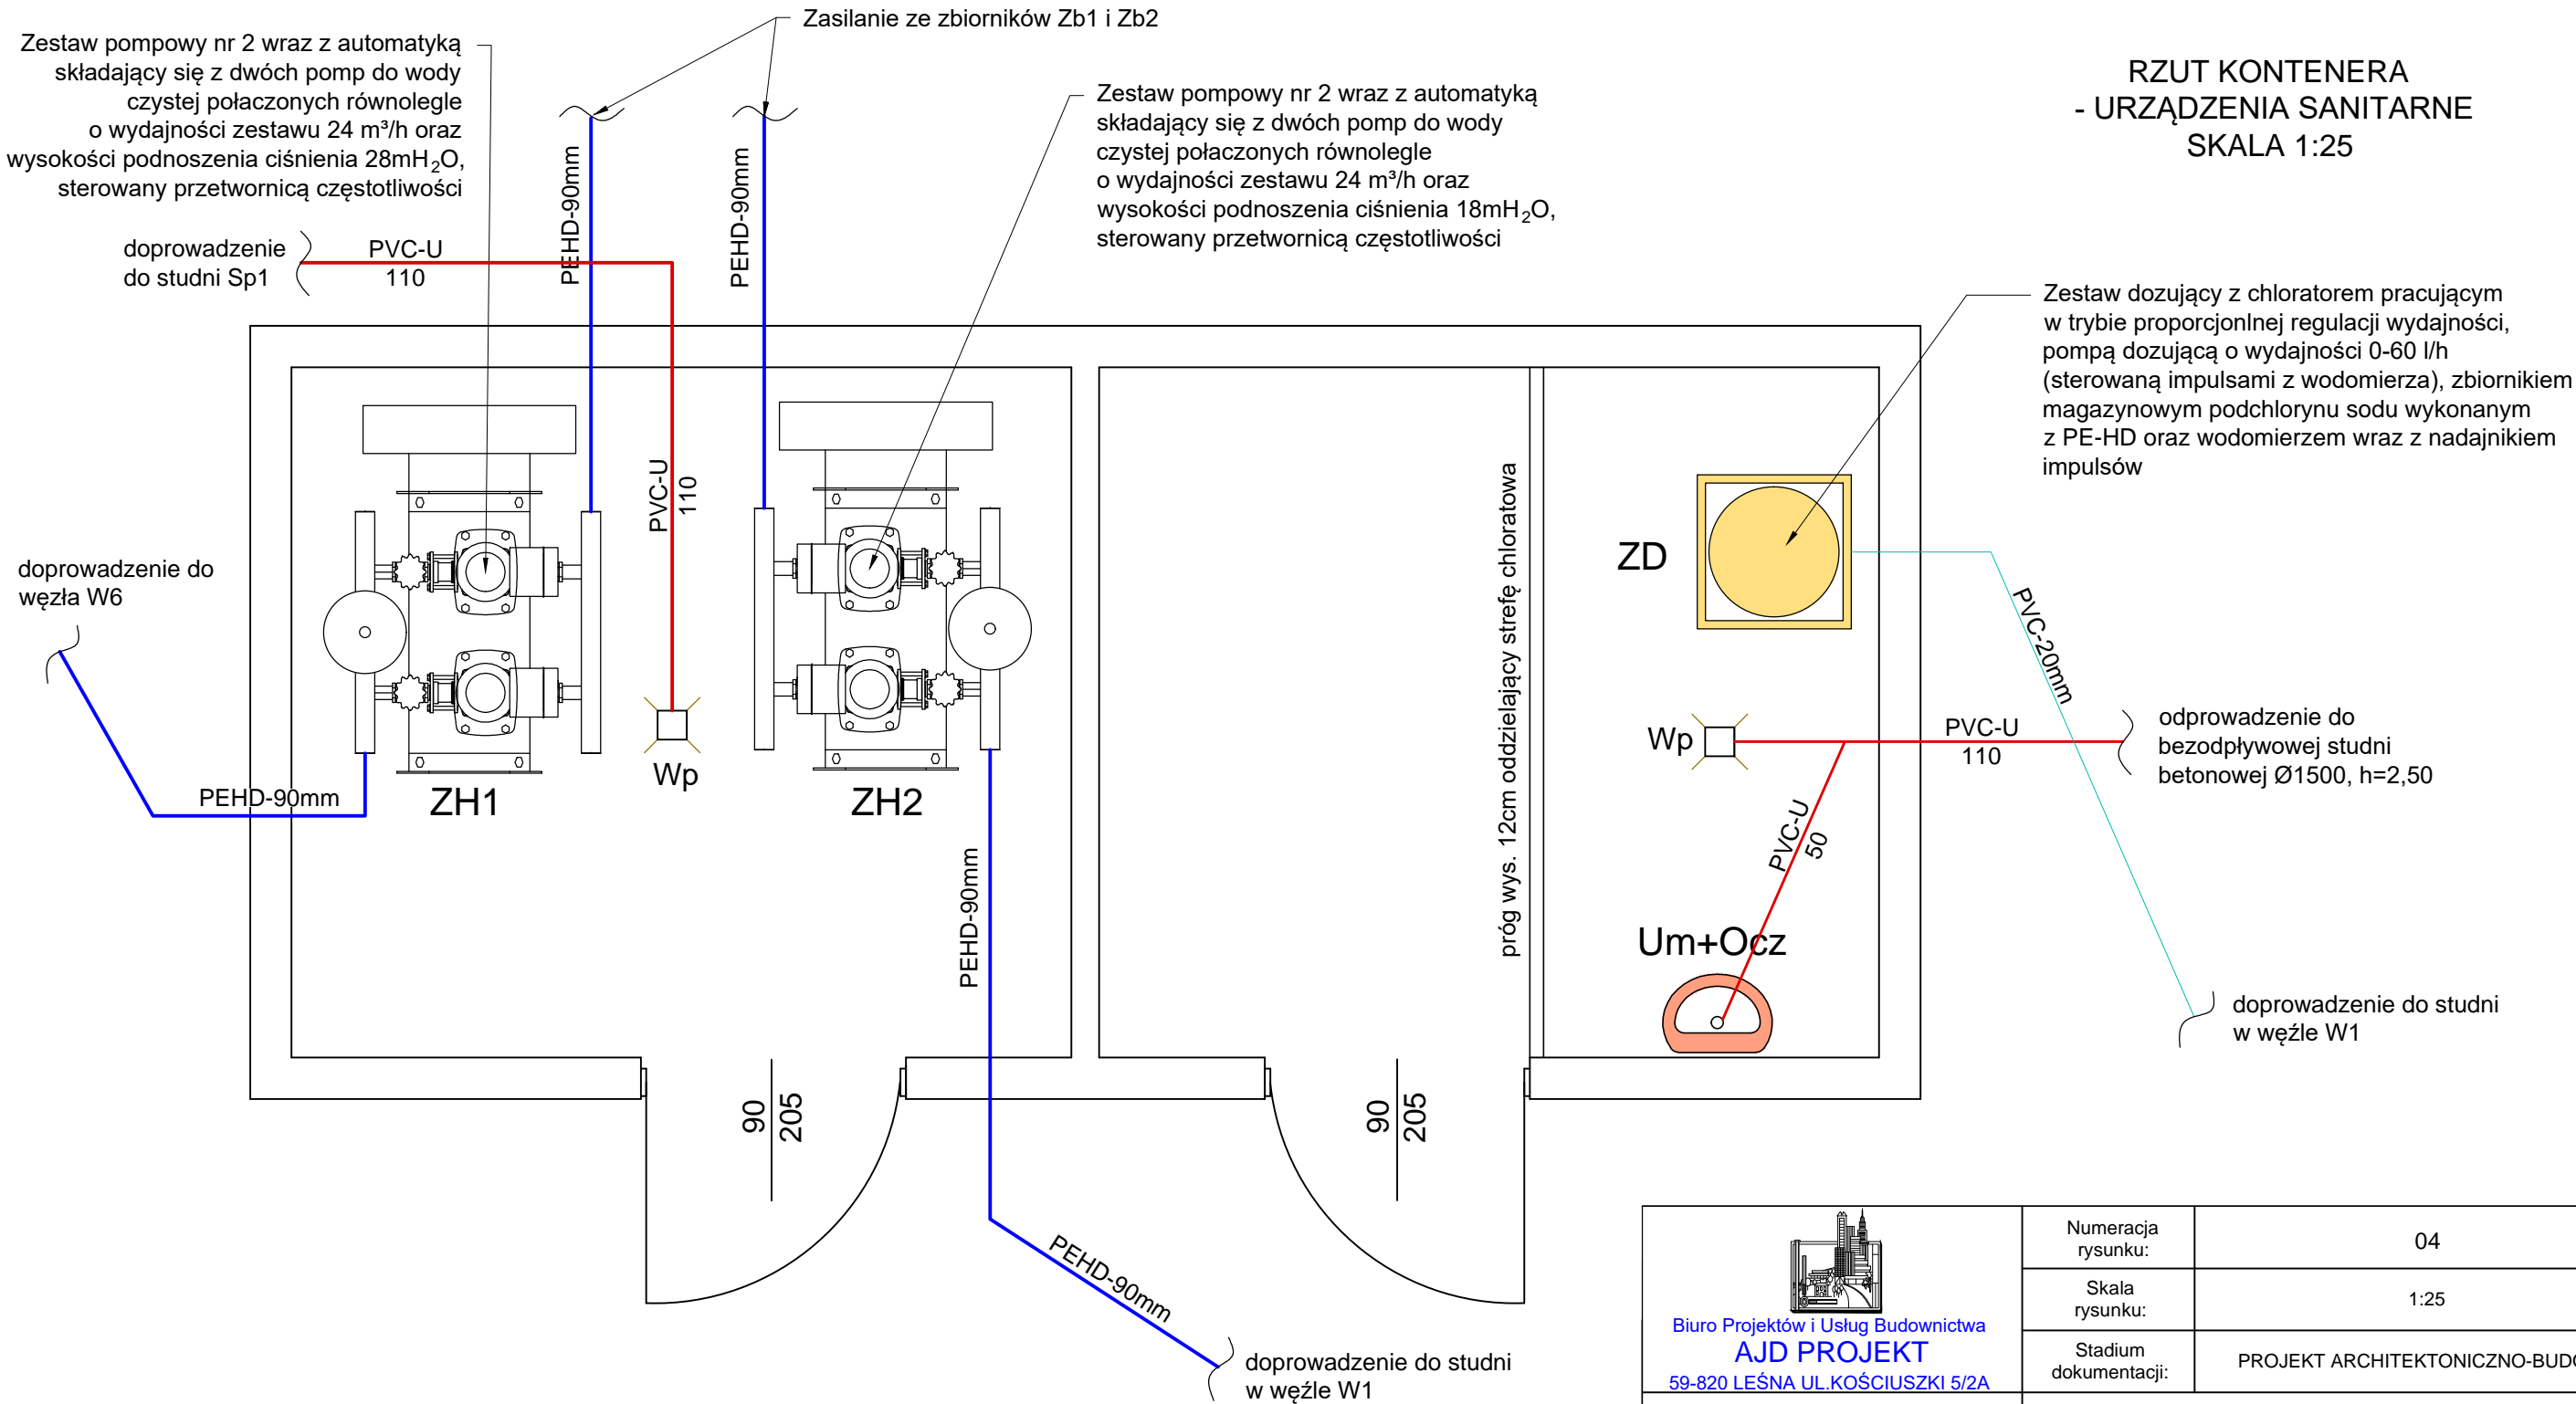 Zasilanie ze zbiorników Zb1 i Zb2
Zestaw pompowy nr 2 wraz z automatyką
składający się z dwóch pomp do wody
czystej połaczonych równolegle
o wydajności zestawu 24 m³/h oraz
wysokości podnoszenia ciśnienia 28mH₂O,
sterowany przetwornicą częstotliwości
Zestaw pompowy nr 2 wraz z automatyką
składający się z dwóch pomp do wody
czystej połaczonych równolegle
o wydajności zestawu 24 m³/h oraz
wysokości podnoszenia ciśnienia 18mH₂O,
sterowany przetwornicą częstotliwości
RZUT KONTENERA
- URZĄDZENIA SANITARNE
SKALA 1:25
doprowadzenie
do studni Sp1
PVC-U
110
PEHD-90mm
PEHD-90mm
Zestaw dozujący z chloratorem pracującym
w trybie proporcjonlnej regulacji wydajności,
pompą dozującą o wydajności 0-60 l/h
(sterowaną impulsami z wodomierza), zbiornikiem
magazynowym podchlorynu sodu wykonanym
z PE-HD oraz wodomierzem wraz z nadajnikiem
impulsów
PVC-U
110
próg wys. 12cm oddzielający strefę chloratowa
ZD
doprowadzenie do
węzła W6
PVC-20mm
Wp
Wp
PVC-U
110
odprowadzenie do
bezodpływowej studni
betonowej Ø1500, h=2,50
PEHD-90mm
ZH1
ZH2
PVC-U
50
PEHD-90mm
Um+Ocz
doprowadzenie do studni
w węźle W1
90
205
90
205
PEHD-90mm
doprowadzenie do studni
w węźle W1
Biuro Projektów i Usług Budownictwa
AJD PROJEKT
59-820 LEŚNA UL.KOŚCIUSZKI 5/2A
Numeracja
rysunku:
04
Skala
rysunku:
1:25
Stadium
dokumentacji:
PROJEKT ARCHITEKTONICZNO-BUDO